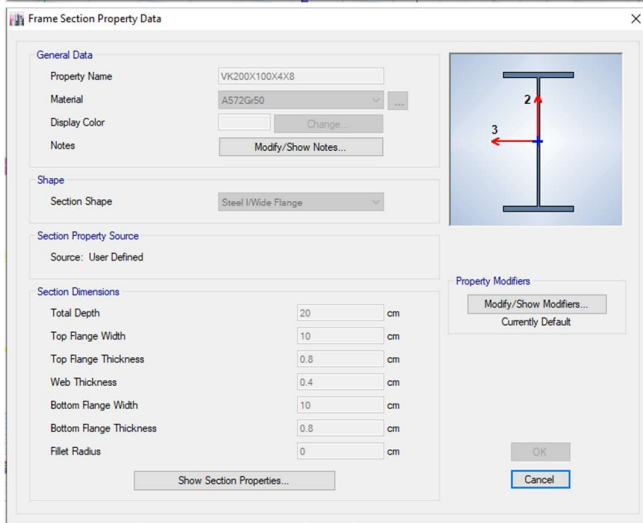 Frame Section Property Data
General Data
Property Name VK200X100X4X8
Material A572Gr50 ...
Display Color Change...
Notes Modify/Show Notes...
2
3
Shape
Section Shape Steel I/Wide Flange
Section Property Source
Source: User Defined
Property Modifiers
Modify/Show Modifiers...
Currently Default
Section Dimensions
Total Depth 20 cm
Top Flange Width 10 cm
Top Flange Thickness 0.8 cm
Web Thickness 0.4 cm
Bottom Flange Width 10 cm
Bottom Flange Thickness 0.8 cm
Fillet Radius 0 cm
Show Section Properties...
OK
Cancel